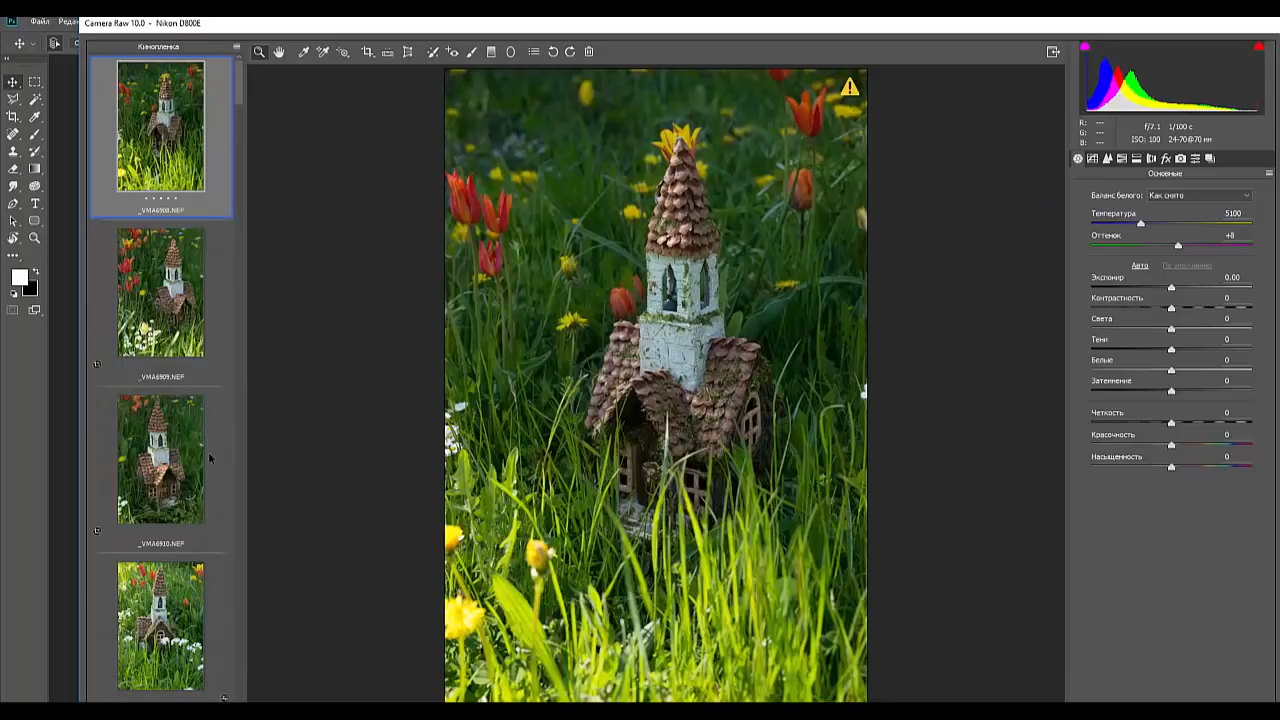 Ps
Файл
Редак
Camera Raw 10.0 - Nikon D800E
Кинопленка
_VMA6908.NEF
_VMA6909.NEF
_VMA6910.NEF
R: ---
G: ---
B: ---
f/7.1 1/100 с
ISO: 100 24-70@70 мм
Основные
Баланс белого: Как снято
Температура 5100
Оттенок +8
Авто По умолчанию
Экспонир 0.00
Контрастность 0
Света 0
Тени 0
Белые 0
Затемнение 0
Четкость 0
Красочность 0
Насыщенность 0